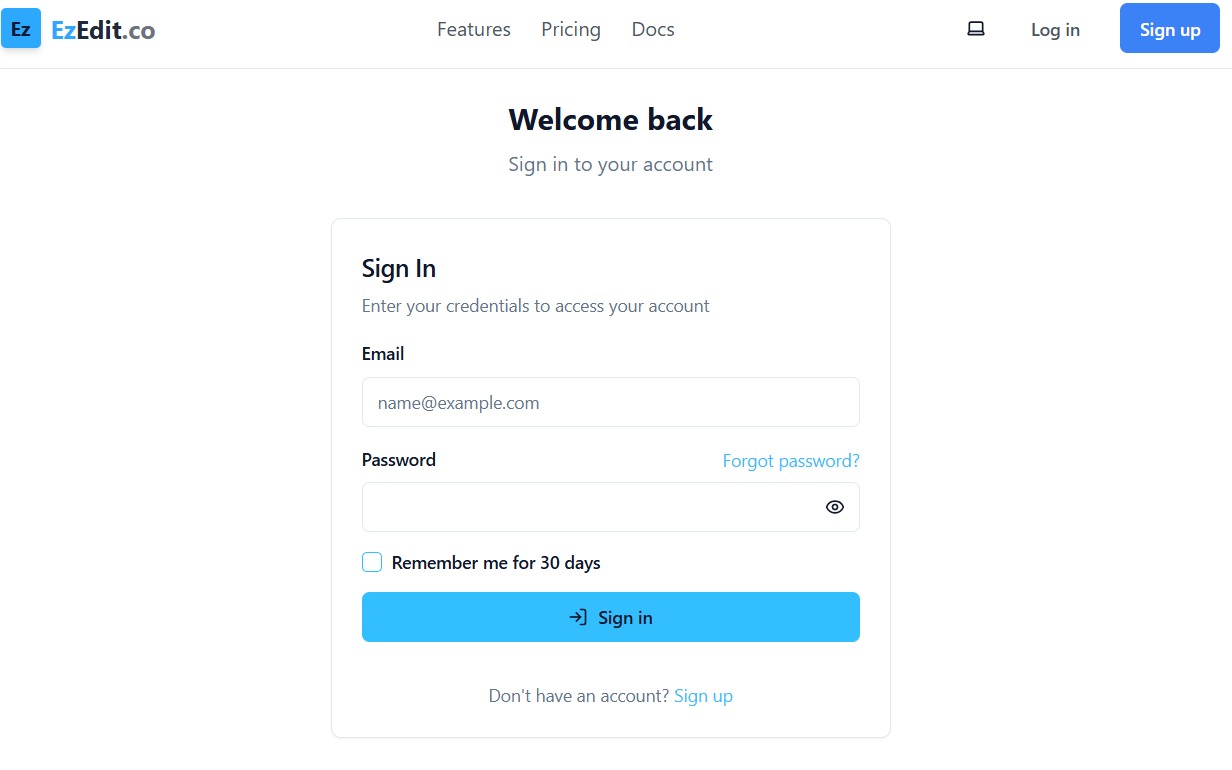 Ez EzEdit.co Features Pricing Docs Log in Sign up
Welcome back
Sign in to your account
Sign In
Enter your credentials to access your account
Email
name@example.com
Password Forgot password?
Remember me for 30 days
Sign in
Don't have an account? Sign up